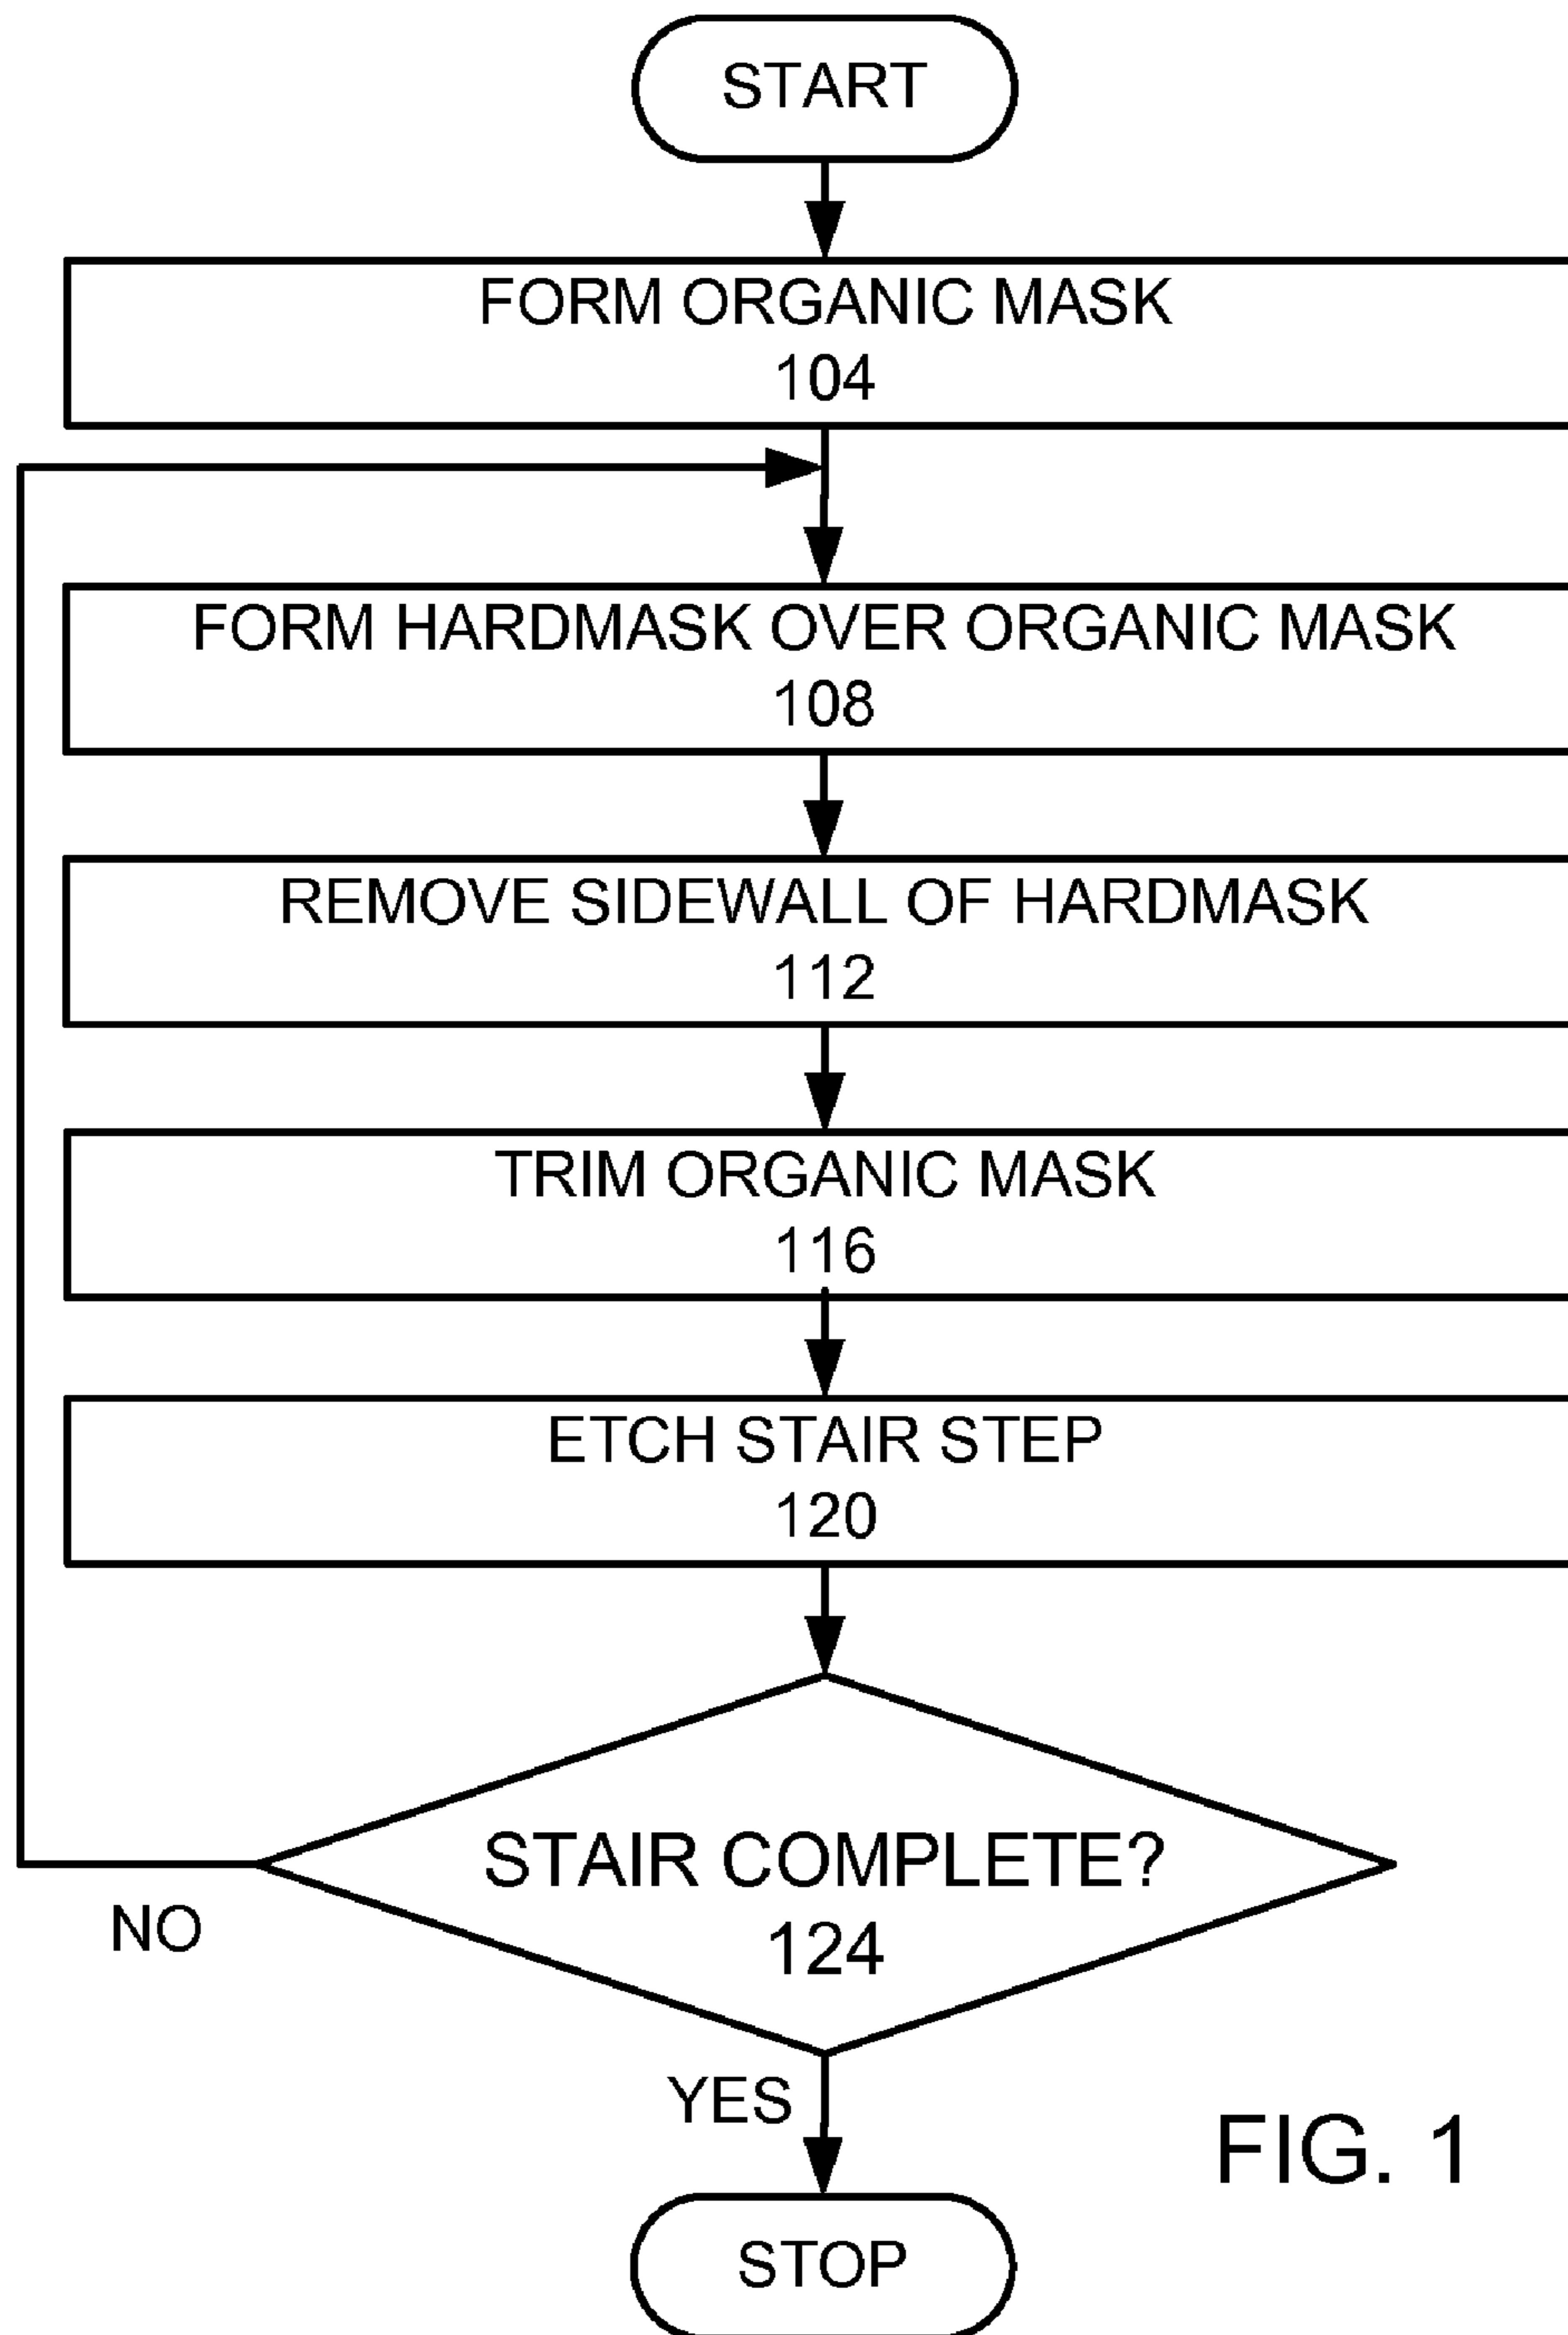 START
FORM ORGANIC MASK
104
FORM HARDMASK OVER ORGANIC MASK
108
REMOVE SIDEWALL OF HARDMASK
112
TRIM ORGANIC MASK
116
ETCH STAIR STEP
120
STAIR COMPLETE?
124
NO
YES
FIG. 1
STOP